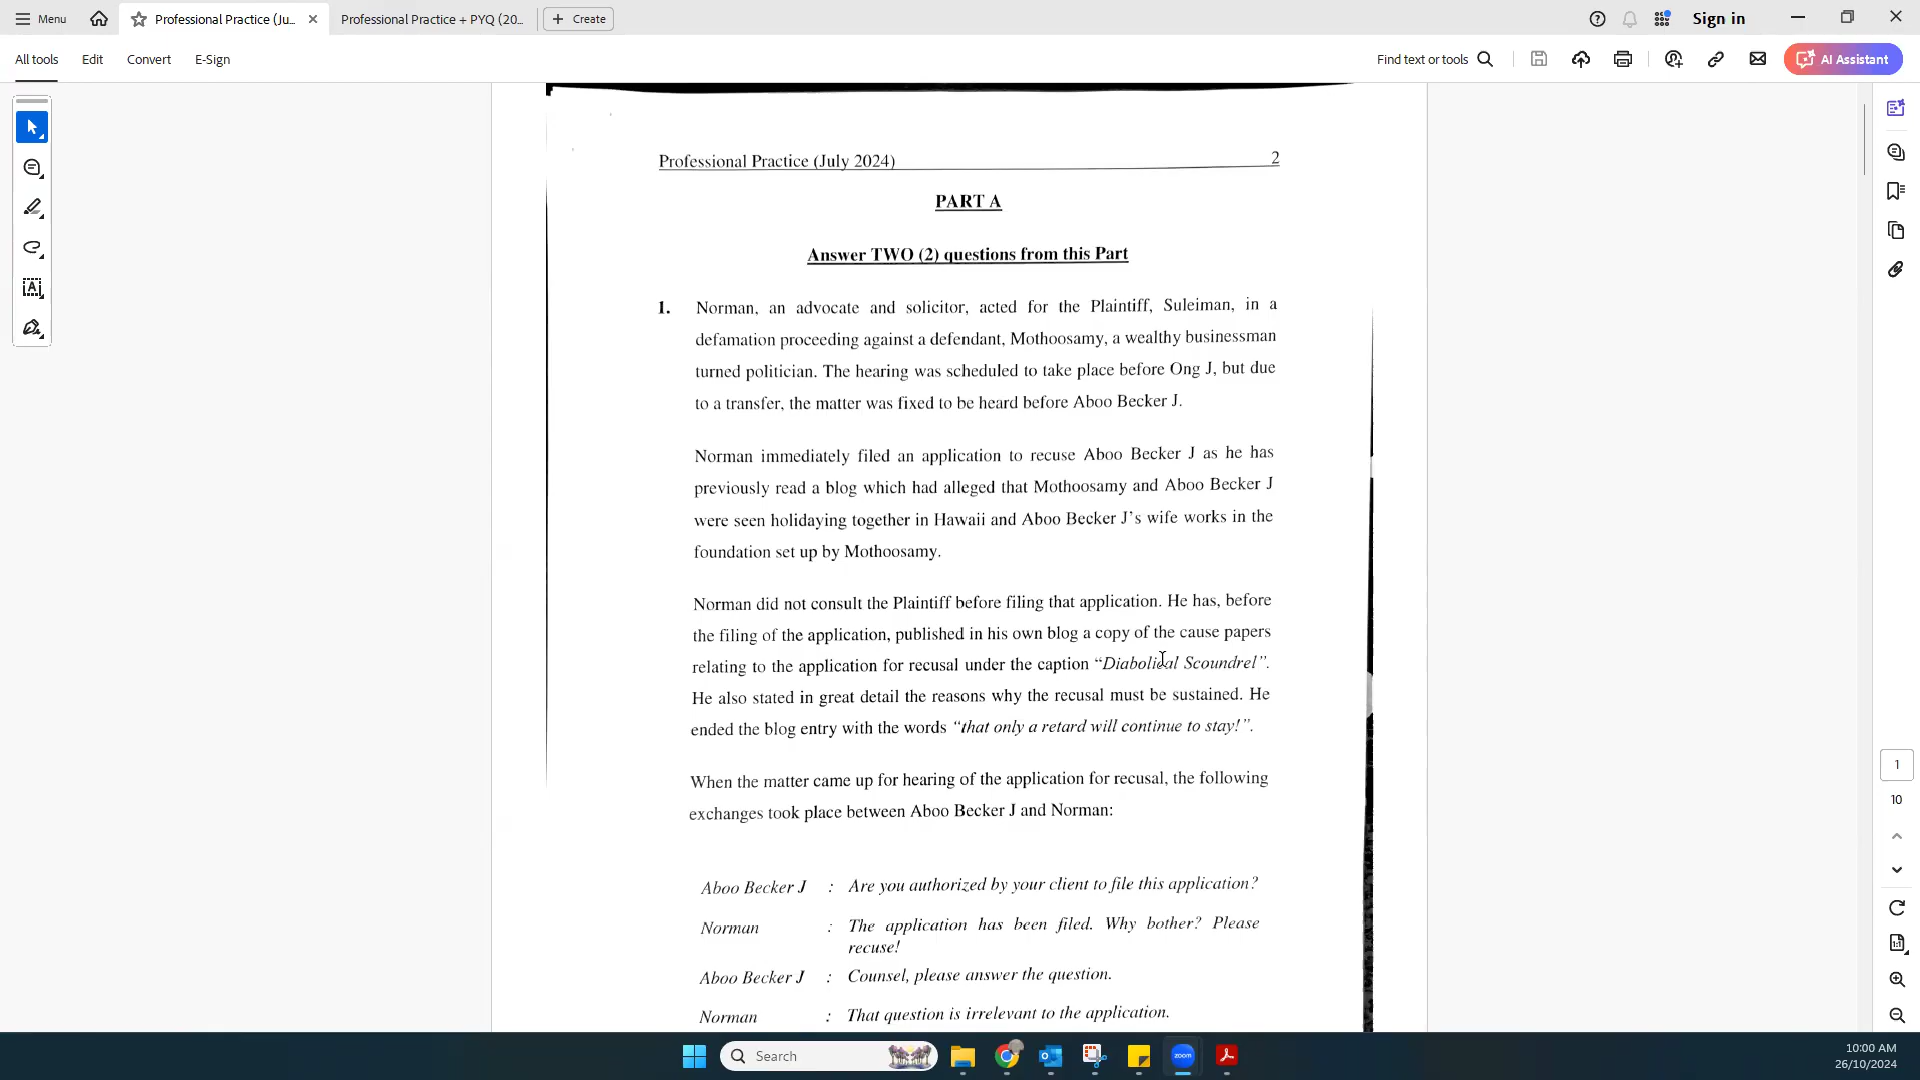 Menu
Professional Practice (Ju...
Professional Practice + PYQ (20...
Create
Sign in
All tools
Edit
Convert
E-Sign
Find text or tools
AI Assistant
Professional Practice (July 2024) 2
PART A
Answer TWO (2) questions from this Part
1. Norman, an advocate and solicitor, acted for the Plaintiff, Suleiman, in a
defamation proceeding against a defendant, Mothoosamy, a wealthy businessman
turned politician. The hearing was scheduled to take place before Ong J, but due
to a transfer, the matter was fixed to be heard before Aboo Becker J.
Norman immediately filed an application to recuse Aboo Becker J as he has
previously read a blog which had alleged that Mothoosamy and Aboo Becker J
were seen holidaying together in Hawaii and Aboo Becker J's wife works in the
foundation set up by Mothoosamy.
Norman did not consult the Plaintiff before filing that application. He has, before
the filing of the application, published in his own blog a copy of the cause papers
relating to the application for recusal under the caption “Diabolical Scoundrel”.
He also stated in great detail the reasons why the recusal must be sustained. He
ended the blog entry with the words “that only a retard will continue to stay!”.
When the matter came up for hearing of the application for recusal, the following
exchanges took place between Aboo Becker J and Norman:
Aboo Becker J : Are you authorized by your client to file this application?
Norman : The application has been filed. Why bother? Please
recuse!
Aboo Becker J : Counsel, please answer the question.
Norman : That question is irrelevant to the application.
1
10
Search
zoom
10:00 AM
26/10/2024